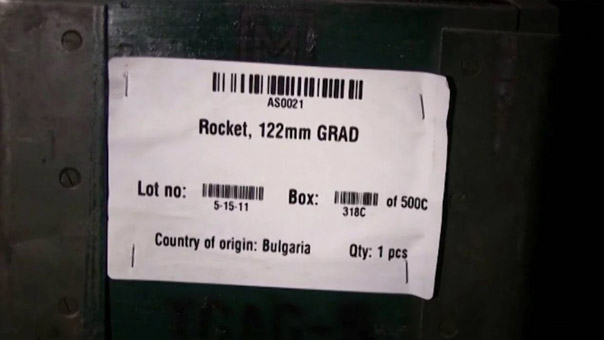 AS0021
Rocket, 122mm GRAD
Lot no: 5-15-11 Box: 318C of 500C
Country of origin: Bulgaria Qty: 1 pcs